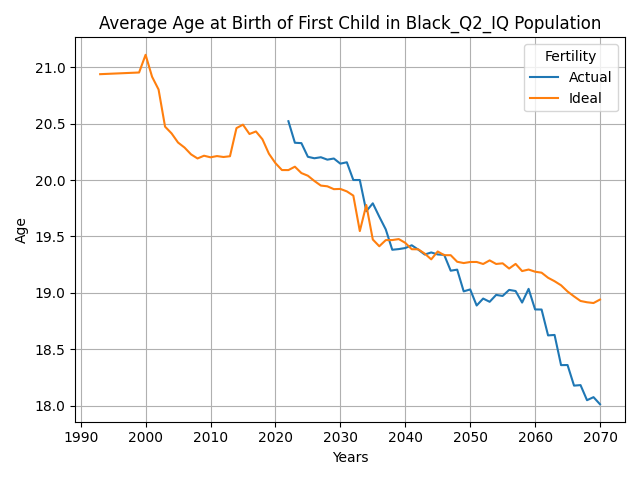 Average Age at Birth of First Child in Black_Q2_IQ Population
Fertility
Actual
Ideal
Age
21.0
20.5
20.0
19.5
19.0
18.5
18.0
1990 2000 2010 2020 2030 2040 2050 2060 2070
Years